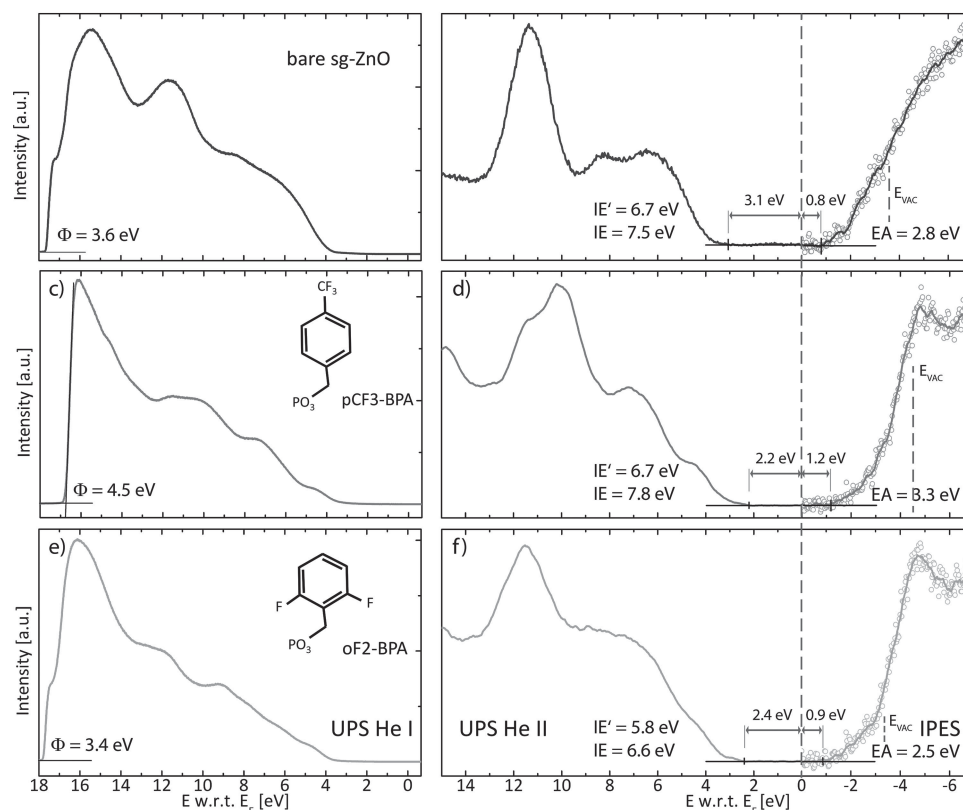 Intensity [a.u.]
bare sg-ZnO
Φ = 3.6 eV
3.1 eV
0.8 eV
IE‘ = 6.7 eV
IE = 7.5 eV
E_VAC
EA = 2.8 eV
c)
Intensity [a.u.]
CF₃
PO₃
pCF3-BPA
Φ = 4.5 eV
d)
2.2 eV
1.2 eV
IE‘ = 6.7 eV
IE = 7.8 eV
E_VAC
EA = 3.3 eV
e)
Intensity [a.u.]
F
F
PO₃
oF2-BPA
Φ = 3.4 eV
UPS He I
18 16 14 12 10 8 6 4 2 0
E w.r.t. E_F [eV]
f)
2.4 eV
0.9 eV
IE‘ = 5.8 eV
IE = 6.6 eV
E_VAC
EA = 2.5 eV
UPS He II
IPES
14 12 10 8 6 4 2 0 -2 -4 -6
E w.r.t. E_F [eV]